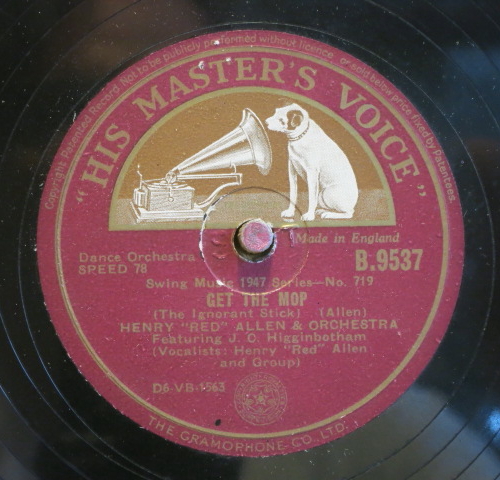 Copyright. Patented Record Not to be publicly performed without licence or sold below price fixed by Patentees.
"HIS MASTER'S VOICE"
Made in England
Dance Orchestra
SPEED 78
B.9537
Swing Music 1947 Series—No. 719
GET THE MOP
(The Ignorant Stick) (Allen)
HENRY "RED" ALLEN & ORCHESTRA
Featuring J. C. Higginbotham
(Vocalists: Henry "Red" Allen
and Group)
D6-VB-1563
THE GRAMOPHONE CO. LTD.